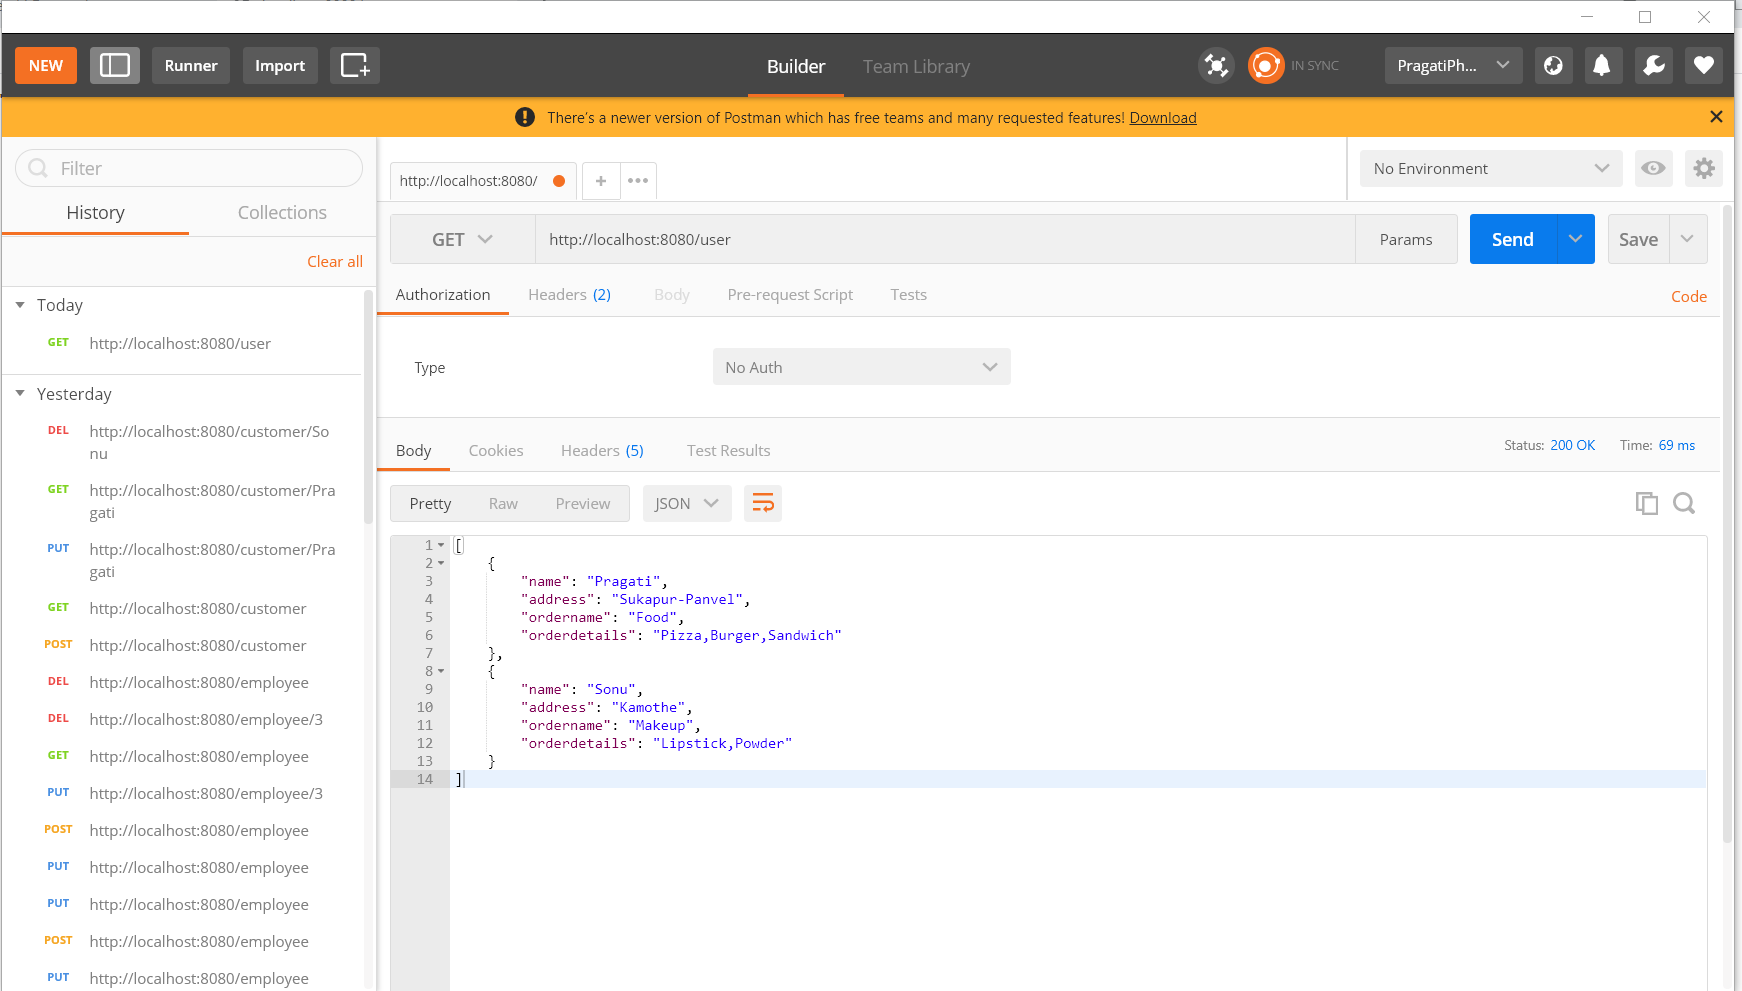 NEW
Runner
Import
Builder
Team Library
IN SYNC
PragatiPh...
There's a newer version of Postman which has free teams and many requested features! Download
Filter
History
Collections
Clear all
Today
GET http://localhost:8080/user
Yesterday
DEL http://localhost:8080/customer/So
nu
GET http://localhost:8080/customer/Pra
gati
PUT http://localhost:8080/customer/Pra
gati
GET http://localhost:8080/customer
POST http://localhost:8080/customer
DEL http://localhost:8080/employee
DEL http://localhost:8080/employee/3
GET http://localhost:8080/employee
PUT http://localhost:8080/employee/3
POST http://localhost:8080/employee
PUT http://localhost:8080/employee
PUT http://localhost:8080/employee
POST http://localhost:8080/employee
PUT http://localhost:8080/employee
http://localhost:8080/
No Environment
GET http://localhost:8080/user Params Send Save
Authorization Headers (2) Body Pre-request Script Tests Code
Type No Auth
Body Cookies Headers (5) Test Results Status: 200 OK Time: 69 ms
Pretty Raw Preview JSON
1 [
2 {
3 "name": "Pragati",
4 "address": "Sukapur-Panvel",
5 "ordername": "Food",
6 "orderdetails": "Pizza,Burger,Sandwich"
7 },
8 {
9 "name": "Sonu",
10 "address": "Kamothe",
11 "ordername": "Makeup",
12 "orderdetails": "Lipstick,Powder"
13 }
14 ]